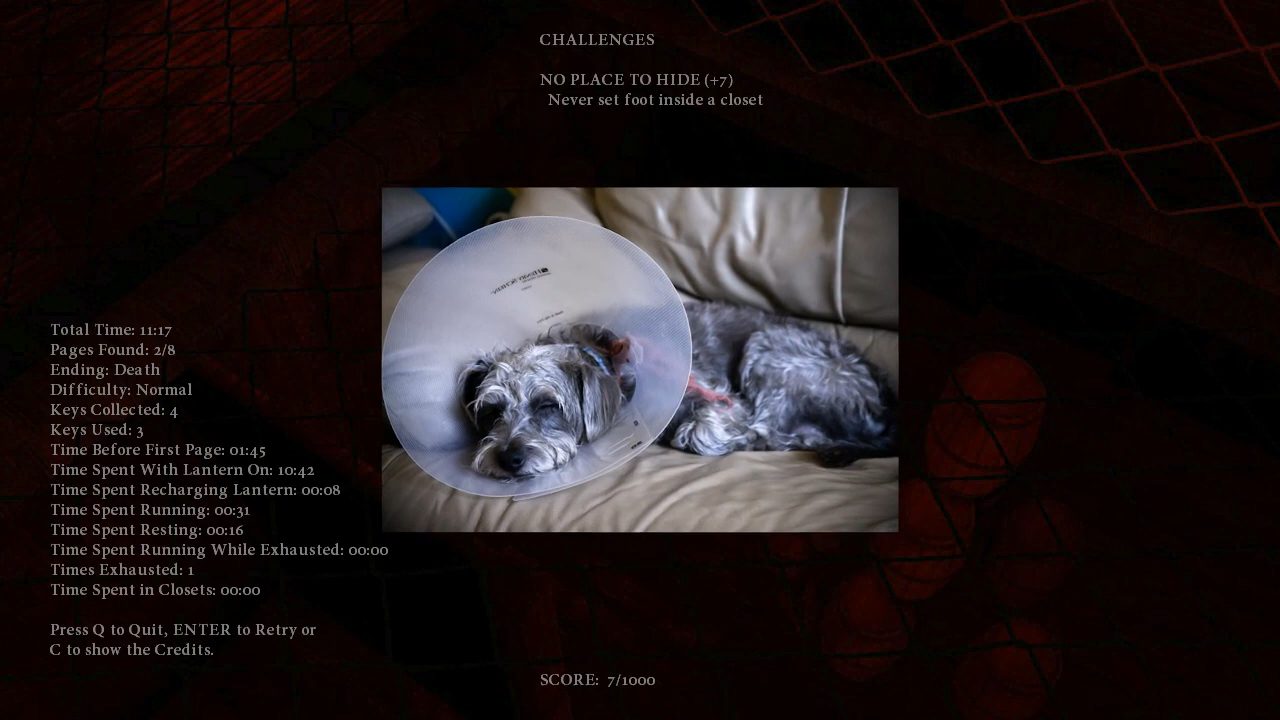 CHALLENGES
NO PLACE TO HIDE (+7)
Never set foot inside a closet
Total Time: 11:17
Pages Found: 2/8
Ending: Death
Difficulty: Normal
Keys Collected: 4
Keys Used: 3
Time Before First Page: 01:45
Time Spent With Lantern On: 10:42
Time Spent Recharging Lantern: 00:08
Time Spent Running: 00:31
Time Spent Resting: 00:16
Time Spent Running While Exhausted: 00:00
Times Exhausted: 1
Time Spent in Closets: 00:00
Press Q to Quit, ENTER to Retry or
C to show the Credits.
SCORE: 7/1000